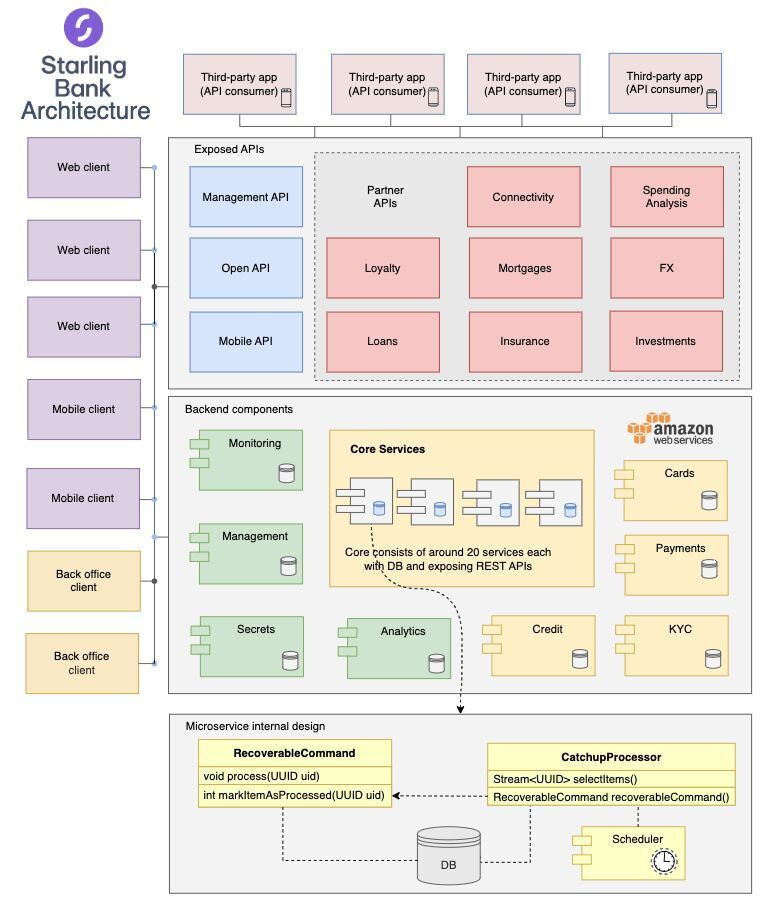 Starling
Bank
Architecture
Third-party app
(API consumer)
Third-party app
(API consumer)
Third-party app
(API consumer)
Third-party app
(API consumer)
Web client
Web client
Web client
Mobile client
Mobile client
Back office
client
Back office
client
Exposed APIs
Management API
Partner
APIs
Connectivity
Spending
Analysis
Open API
Loyalty
Mortgages
FX
Mobile API
Loans
Insurance
Investments
Backend components
amazon
webservices
Monitoring
Core Services
Cards
Management
Core consists of around 20 services each
with DB and exposing REST APIs
Payments
Secrets
Analytics
Credit
KYC
Microservice internal design
RecoverableCommand
void process(UUID uid)
int markItemAsProcessed(UUID uid)
CatchupProcessor
Stream<UUID> selectItems()
RecoverableCommand recoverableCommand()
DB
Scheduler